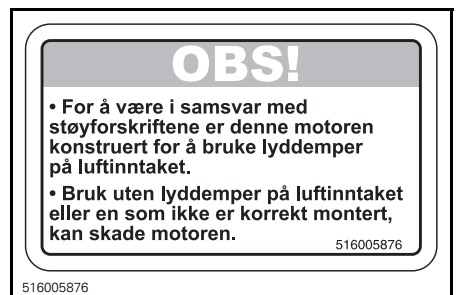 OBS!
• For å være i samsvar med
støyforskriftene er denne motoren
konstruert for å bruke lyddemper
på luftinntaket.
• Bruk uten lyddemper på luftinntaket
eller en som ikke er korrekt montert,
kan skade motoren.
516005876
516005876